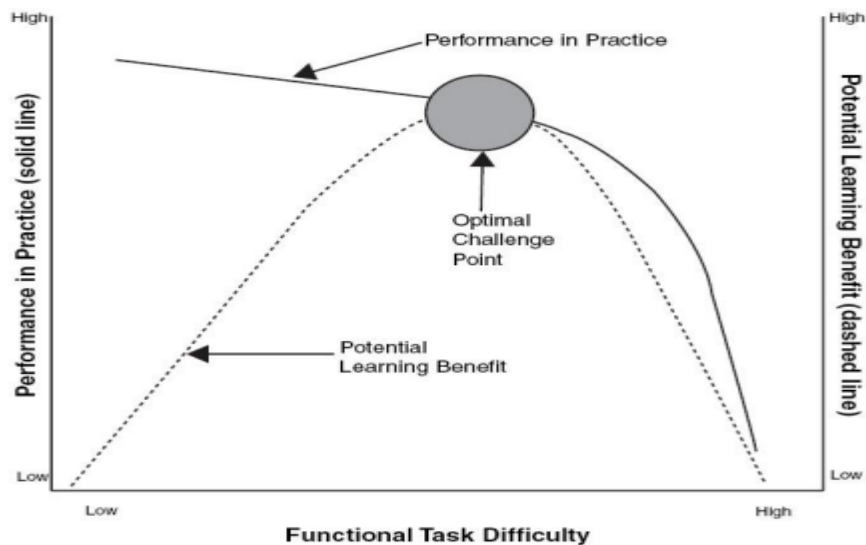 High
High
Performance in Practice
Performance in Practice (solid line)
Potential Learning Benefit (dashed line)
Optimal
Challenge
Point
Potential
Learning Benefit
Low
Low
Low
High
Functional Task Difficulty